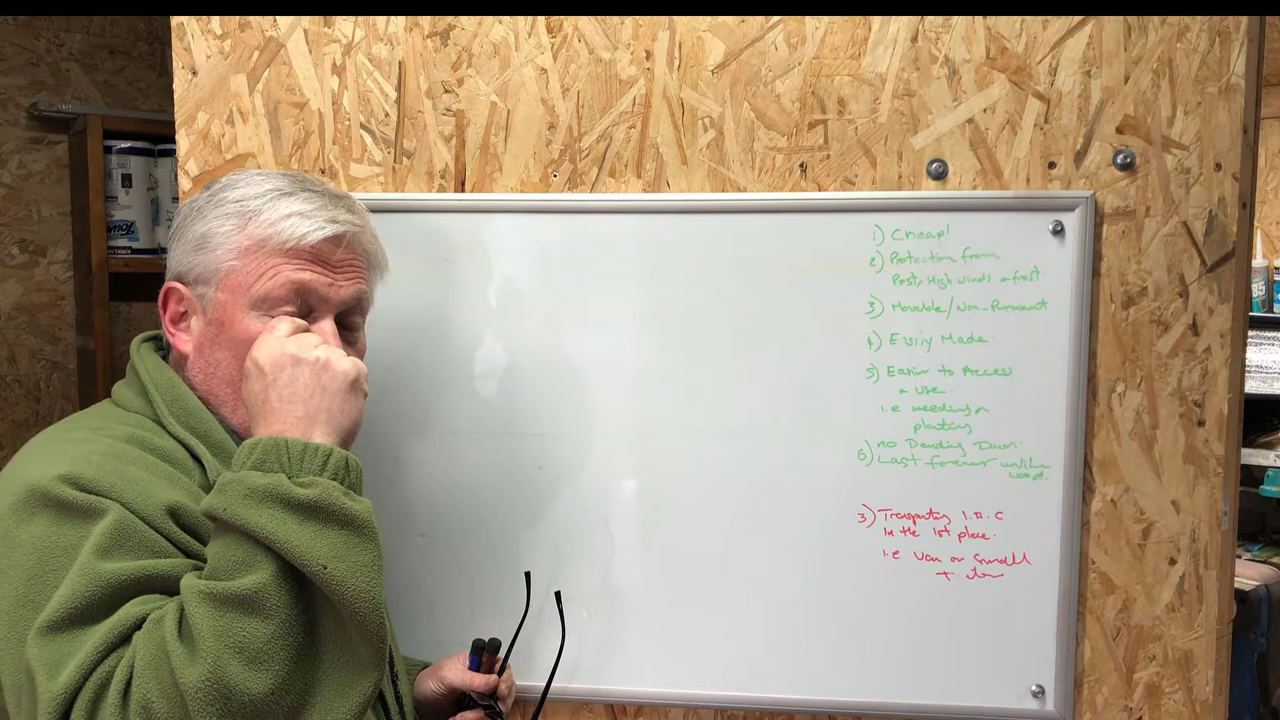 1) Cheap!
2) Protection from
Pest, High Winds & frost
3) Movable/Non-Permanent
4) Easily Made.
5) Easier to Access
+ Use.
i.e weeding or
planting
no Bending Down.
6) Last forever unlike
wood.
3) Transporting I.B.C
in the 1st place.
i.e Van or Small
85